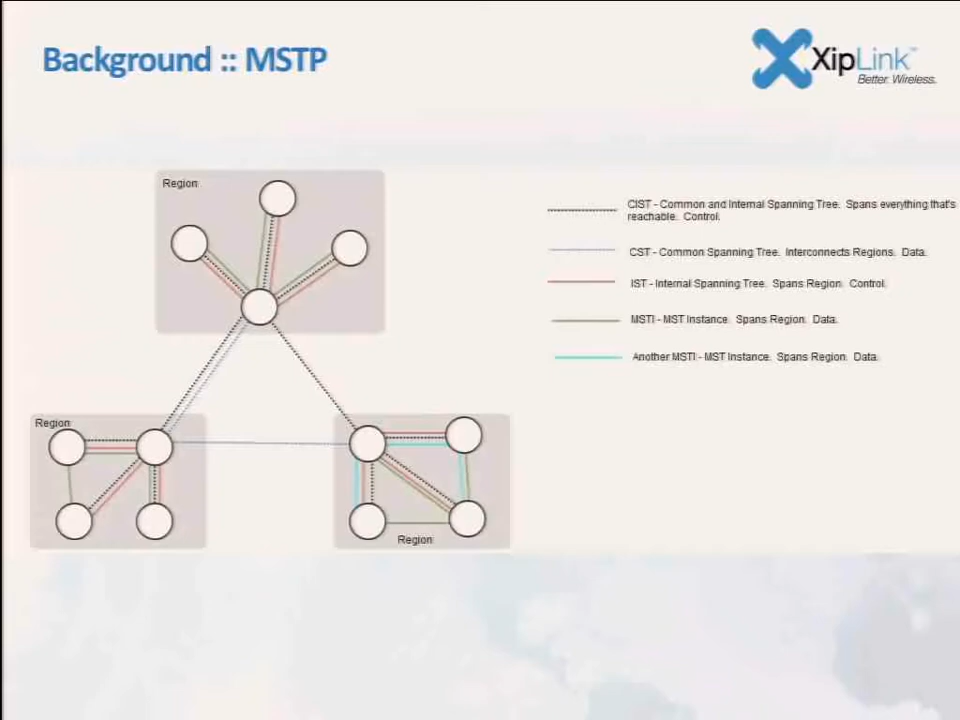 Background :: MSTP
XipLink™
Better. Wireless.
Region
CIST - Common and Internal Spanning Tree. Spans everything that's
reachable. Control.
CST - Common Spanning Tree. Interconnects Regions. Data.
IST - Internal Spanning Tree. Spans Region. Control.
MSTI - MST Instance. Spans Region. Data.
Another MSTI - MST Instance. Spans Region. Data.
Region
Region